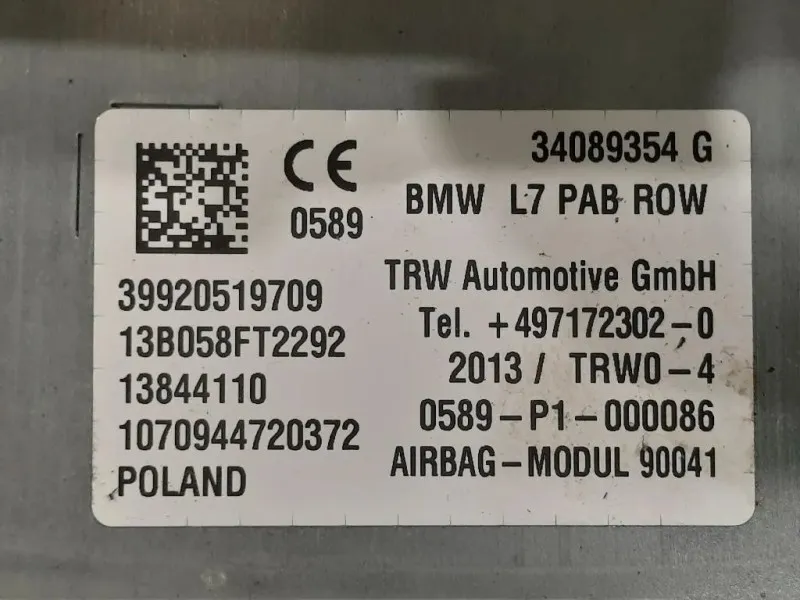 34089354 G
CE
0589
BMW L7 PAB ROW
39920519709
13B058FT2292
13844110
1070944720372
POLAND
TRW Automotive GmbH
Tel. +497172302-0
2013 / TRW0-4
0589-P1-000086
AIRBAG-MODUL 90041